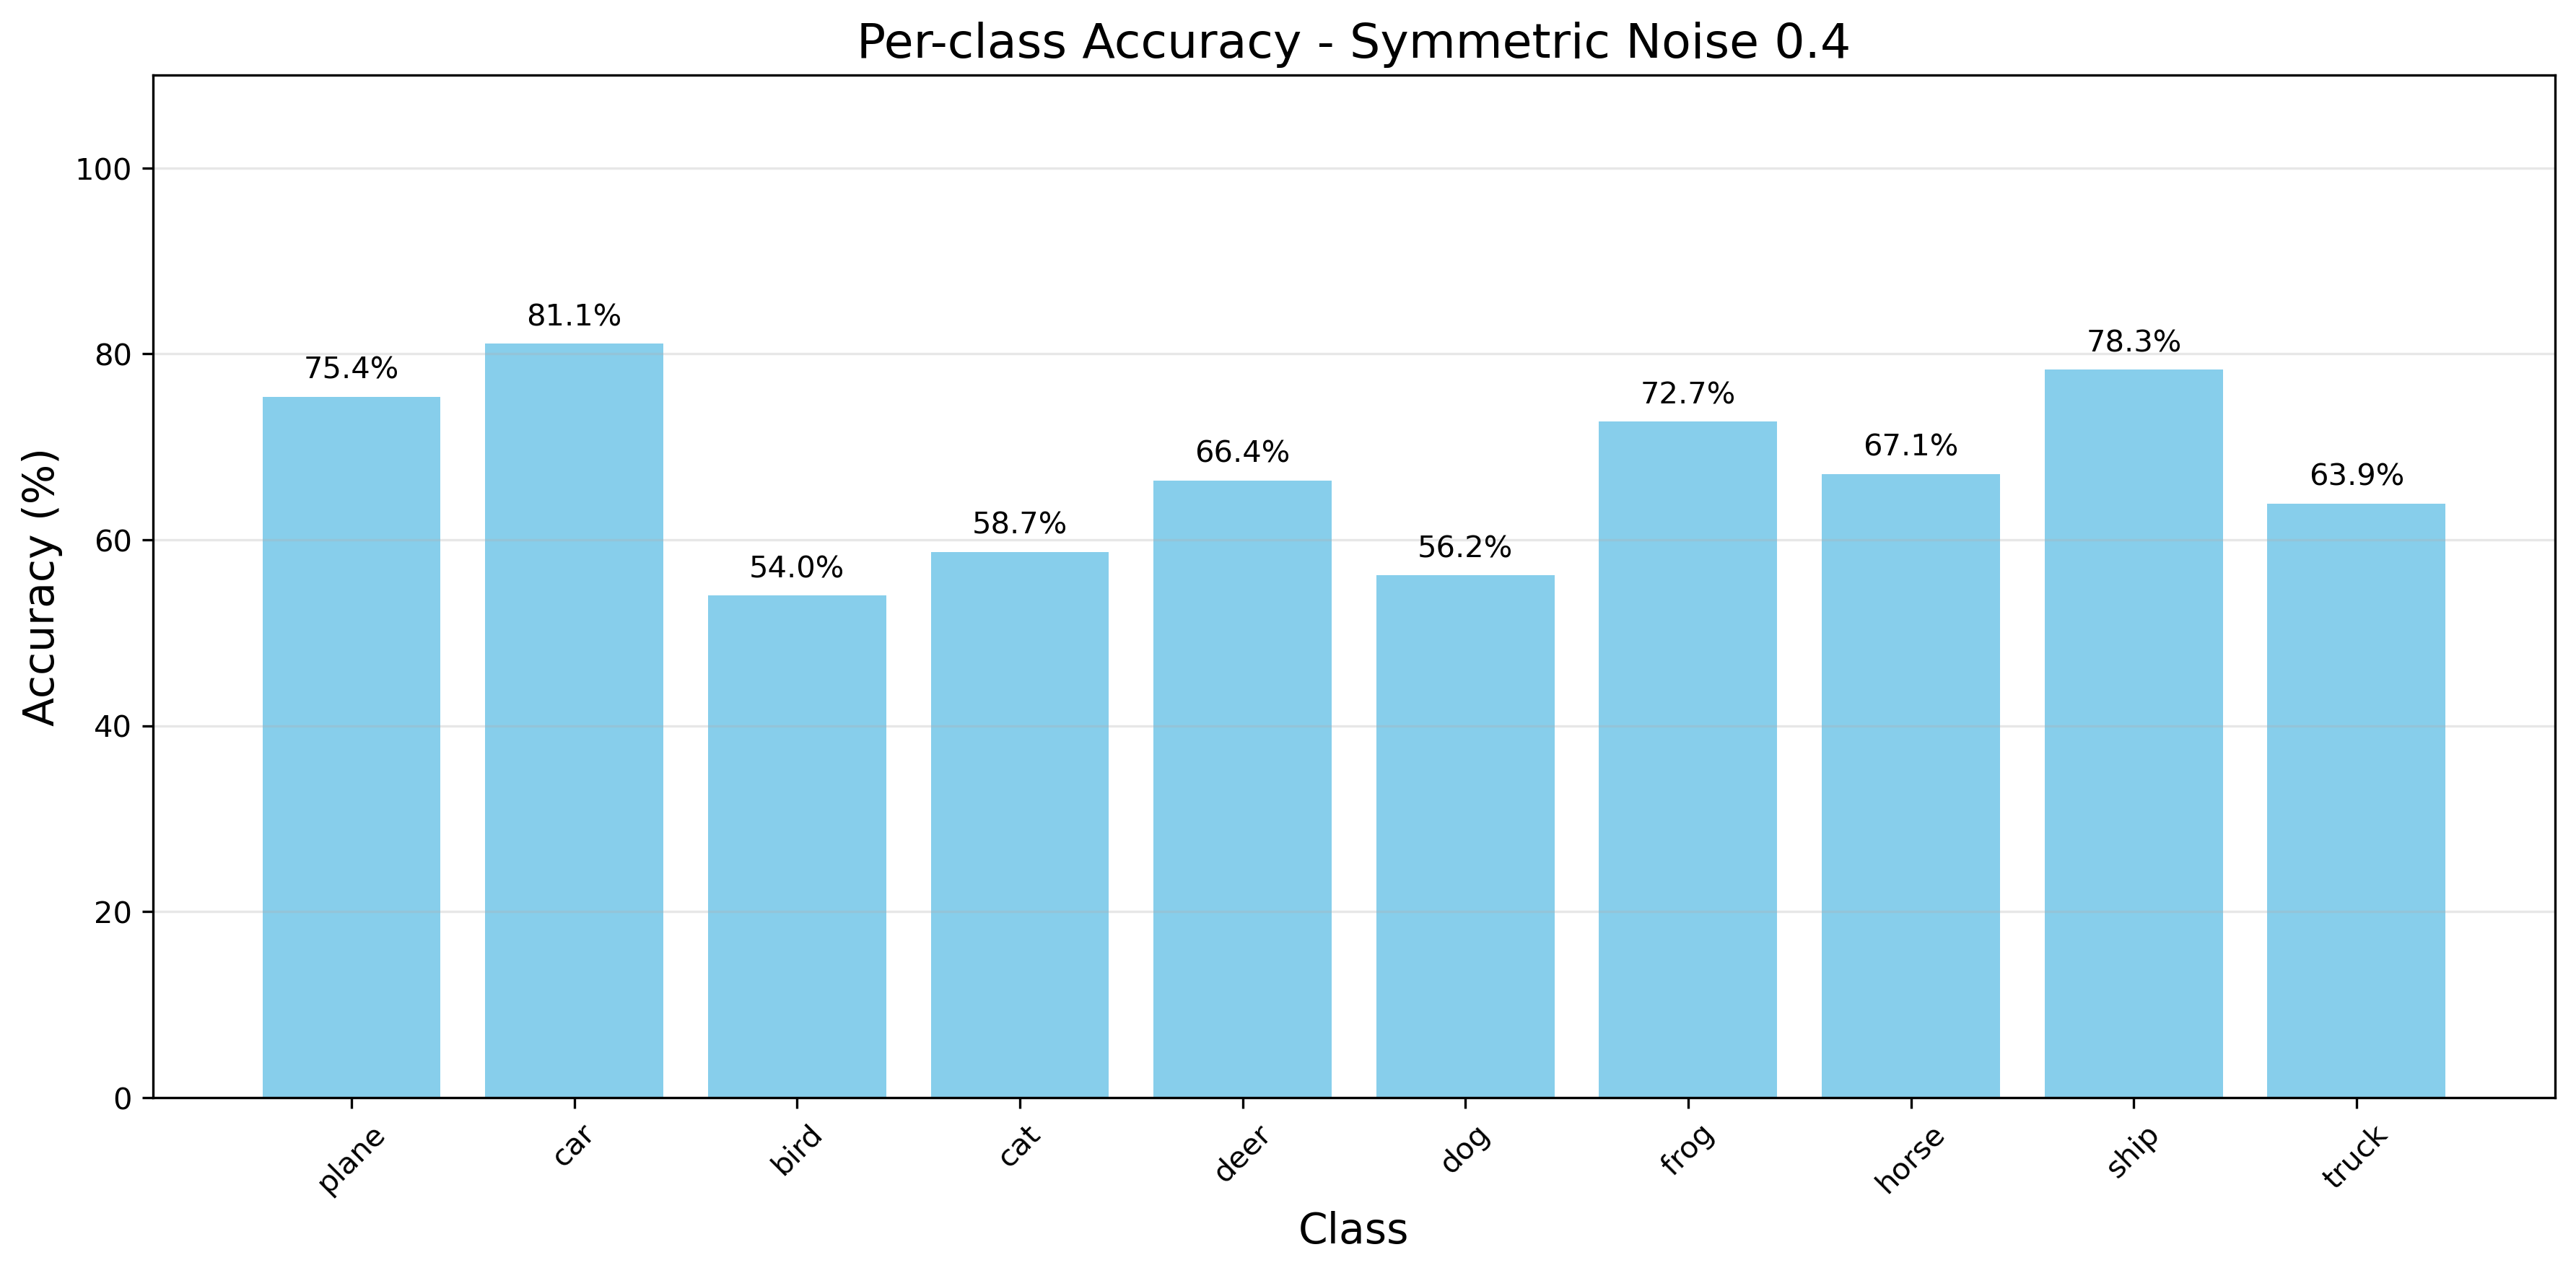 Per-class Accuracy - Symmetric Noise 0.4
Accuracy (%)
100
80
60
40
20
0
75.4%
81.1%
54.0%
58.7%
66.4%
56.2%
72.7%
67.1%
78.3%
63.9%
plane
car
bird
cat
deer
dog
frog
horse
ship
truck
Class